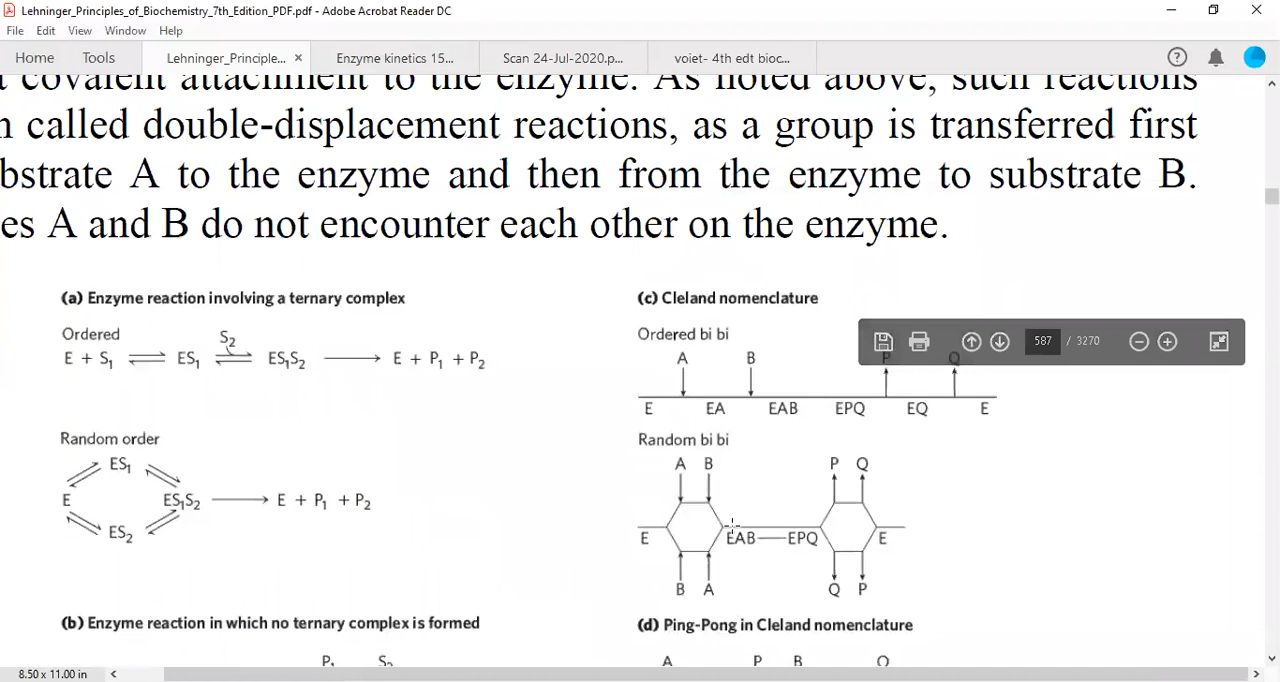 Lehninger_Principles_of_Biochemistry_7th_Edition_PDF.pdf - Adobe Acrobat Reader DC
File Edit View Window Help
Home Tools Lehninger_Principle... × Enzyme kinetics 15... Scan 24-Jul-2020.p... voiet- 4th edt bioc...
t covalent attachment to the enzyme. As noted above, such reactions
n called double-displacement reactions, as a group is transferred first
bstrate A to the enzyme and then from the enzyme to substrate B.
es A and B do not encounter each other on the enzyme.
(a) Enzyme reaction involving a ternary complex
Ordered
S₂
E + S₁ ⇌ ES₁ ⇌ ES₁S₂ → E + P₁ + P₂
Random order
ES₁
E ES₁S₂ → E + P₁ + P₂
ES₂
(b) Enzyme reaction in which no ternary complex is formed
P₁ S₂
(c) Cleland nomenclature
Ordered bi bi
587 / 3270
A B P Q
E EA EAB EPQ EQ E
Random bi bi
A B P Q
E EAB EPQ E
B A Q P
(d) Ping-Pong in Cleland nomenclature
A P B Q
8.50 x 11.00 in